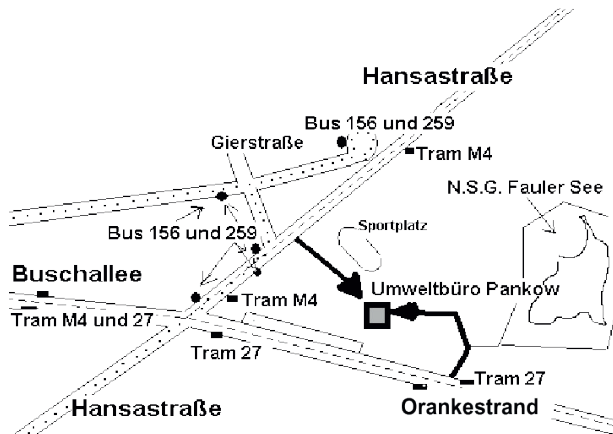 Hansastraße
Bus 156 und 259
Gierstraße
Tram M4
N.S.G. Fauler See
Sportplatz
Bus 156 und 259
Buschallee
Umweltbüro Pankow
Tram M4
Tram M4 und 27
Tram 27
Tram 27
Hansastraße
Orankestrand